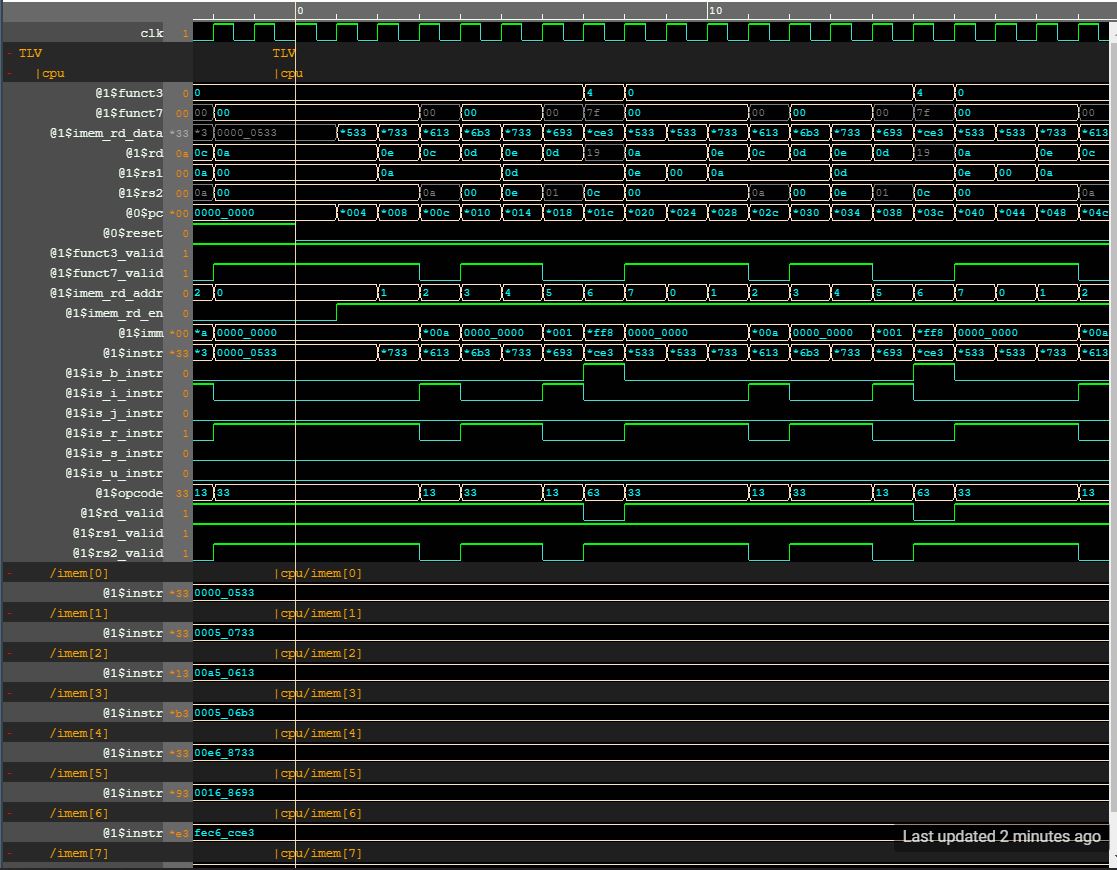 0 10
clk 1
- TLV TLV
- |cpu |cpu
@1$funct3 0 0 4 0 4 0
@1$funct7 00 00 00 00 00 00 7f 00 00 00 00 7f 00 00
@1$imem_rd_data *33 *3 0000_0533 *533 *733 *613 *6b3 *733 *693 *ce3 *533 *533 *733 *613 *6b3 *733 *693 *ce3 *533 *533 *733 *613
@1$rd 0a 0c 0a 0e 0c 0d 0e 0d 19 0a 0e 0c 0d 0e 0d 19 0a 0e 0c
@1$rs1 00 0a 00 0a 0d 0e 00 0a 0d 0e 00 0a
@1$rs2 00 0a 00 0a 00 0e 01 0c 00 0a 00 0e 01 0c 00 0a
@0$pc *00 0000_0000 *004 *008 *00c *010 *014 *018 *01c *020 *024 *028 *02c *030 *034 *038 *03c *040 *044 *048 *04c
@0$reset 0
@1$funct3_valid 1
@1$funct7_valid 1
@1$imem_rd_addr 0 2 0 1 2 3 4 5 6 7 0 1 2 3 4 5 6 7 0 1 2
@1$imem_rd_en 0
@1$imm *00 *a 0000_0000 *00a 0000_0000 *001 *ff8 0000_0000 *00a 0000_0000 *001 *ff8 0000_0000 *00a
@1$instr *33 *3 0000_0533 *733 *613 *6b3 *733 *693 *ce3 *533 *533 *733 *613 *6b3 *733 *693 *ce3 *533 *533 *733 *613
@1$is_b_instr 0
@1$is_i_instr 0
@1$is_j_instr 0
@1$is_r_instr 1
@1$is_s_instr 0
@1$is_u_instr 0
@1$opcode 33 13 33 13 33 13 63 33 13 33 13 63 33 13
@1$rd_valid 1
@1$rs1_valid 1
@1$rs2_valid 1
- /imem[0] |cpu/imem[0]
@1$instr *33 0000_0533
- /imem[1] |cpu/imem[1]
@1$instr *33 0005_0733
- /imem[2] |cpu/imem[2]
@1$instr *13 00a5_0613
- /imem[3] |cpu/imem[3]
@1$instr *b3 0005_06b3
- /imem[4] |cpu/imem[4]
@1$instr *33 00e6_8733
- /imem[5] |cpu/imem[5]
@1$instr *93 0016_8693
- /imem[6] |cpu/imem[6]
@1$instr *e3 fec6_cce3
Last updated 2 minutes ago
- /imem[7] |cpu/imem[7]